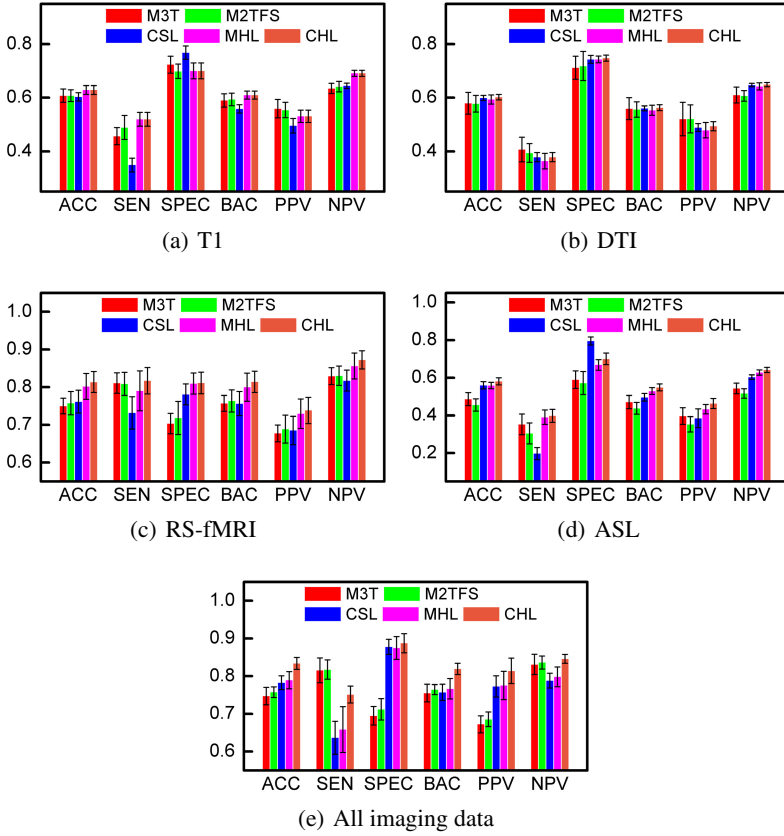 M3T M2TFS
CSL MHL CHL
0.8
0.6
0.4
ACC SEN SPEC BAC PPV NPV
(a) T1
M3T M2TFS
CSL MHL CHL
0.8
0.6
0.4
ACC SEN SPEC BAC PPV NPV
(b) DTI
M3T M2TFS
CSL MHL CHL
1.0
0.9
0.8
0.7
0.6
ACC SEN SPEC BAC PPV NPV
(c) RS-fMRI
M3T M2TFS
CSL MHL CHL
1.0
0.8
0.6
0.4
0.2
ACC SEN SPEC BAC PPV NPV
(d) ASL
M3T M2TFS
CSL MHL CHL
1.0
0.9
0.8
0.7
0.6
ACC SEN SPEC BAC PPV NPV
(e) All imaging data